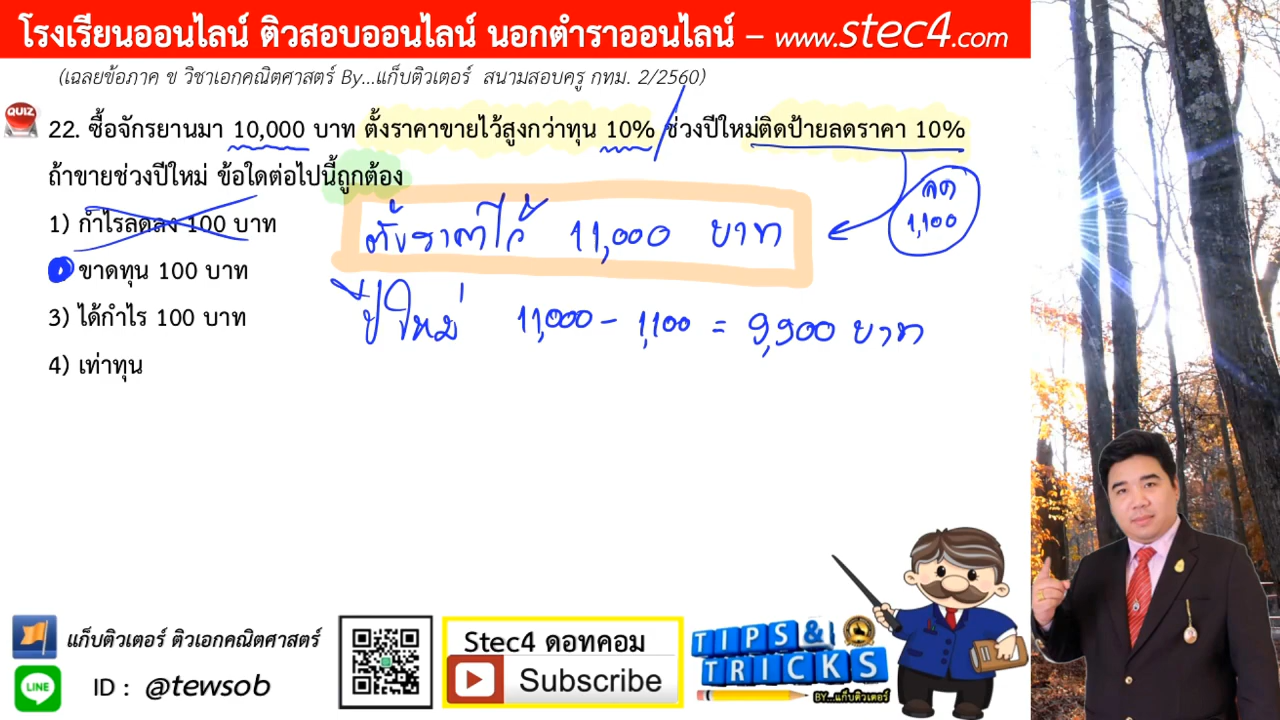 โรงเรียนออนไลน์ ติวสอบออนไลน์ นอกตำราออนไลน์ – www.stec4.com
(เฉลยข้อภาค ข วิชาเอกคณิตศาสตร์ By...แก็บติวเตอร์ สนามสอบครู กทม. 2/2560)
QUIZ
22. ซื้อจักรยานมา 10,000 บาท ตั้งราคาขายไว้สูงกว่าทุน 10% ช่วงปีใหม่ติดป้ายลดราคา 10%
ถ้าขายช่วงปีใหม่ ข้อใดต่อไปนี้ถูกต้อง
ลด
1,100
1) กำไรลดลง 100 บาท
ตั้งราคาไว้ 11,000 บาท
ขาดทุน 100 บาท
3) ได้กำไร 100 บาท
ปีใหม่ 11,000 - 1,100 = 9,900 บาท
4) เท่าทุน
แก็บติวเตอร์ ติวเอกคณิตศาสตร์
LINE
ID : @tewsob
Stec4 ดอทคอม
Subscribe
TIPS &
TRICKS
BY...แก็บติวเตอร์